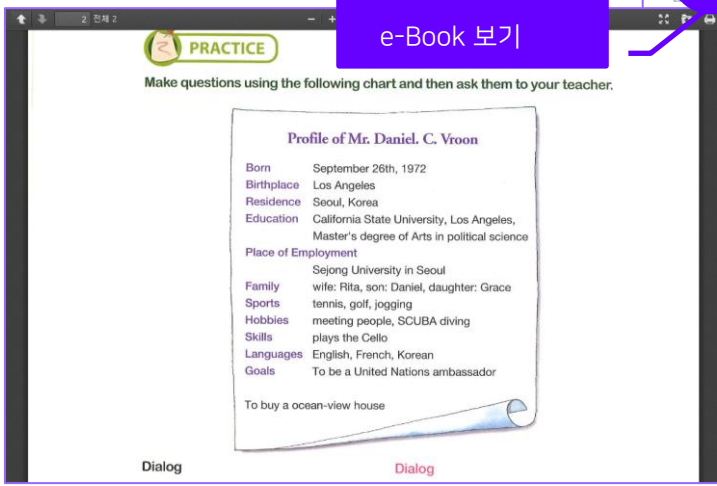 2 전체 2
e-Book 보기
PRACTICE
Make questions using the following chart and then ask them to your teacher.
Profile of Mr. Daniel. C. Vroon
Born September 26th, 1972
Birthplace Los Angeles
Residence Seoul, Korea
Education California State University, Los Angeles,
Master's degree of Arts in political science
Place of Employment
Sejong University in Seoul
Family wife: Rita, son: Daniel, daughter: Grace
Sports tennis, golf, jogging
Hobbies meeting people, SCUBA diving
Skills plays the Cello
Languages English, French, Korean
Goals To be a United Nations ambassador
To buy a ocean-view house
Dialog Dialog